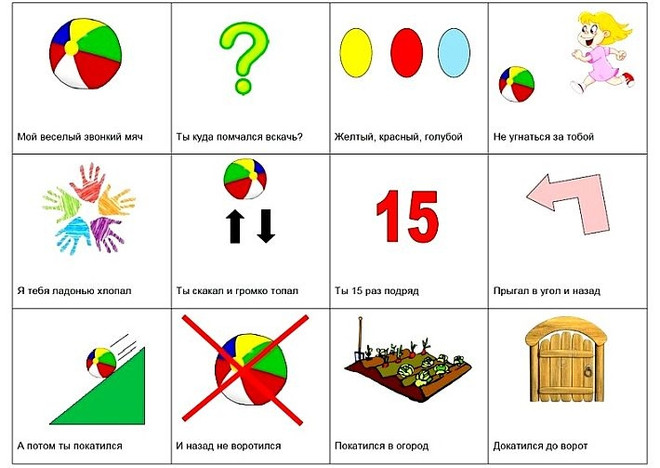 Мой веселый звонкий мяч
Ты куда помчался вскачь?
Желтый, красный, голубой
Не угнаться за тобой
15
Я тебя ладонью хлопал
Ты скакал и громко топал
Ты 15 раз подряд
Прыгал в угол и назад
А потом ты покатился
И назад не воротился
Покатился в огород
Докатился до ворот